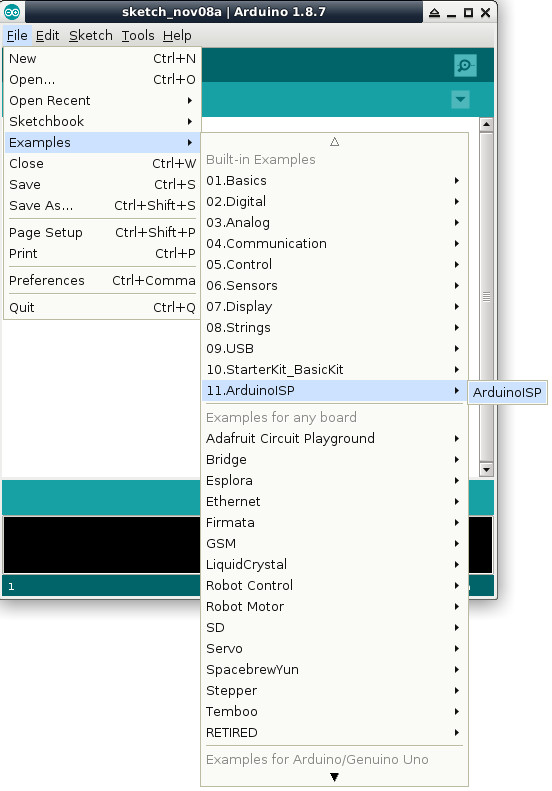 sketch_nov08a | Arduino 1.8.7
File Edit Sketch Tools Help
New Ctrl+N
Open... Ctrl+O
Open Recent
Sketchbook
Examples
Close Ctrl+W
Save Ctrl+S
Save As... Ctrl+Shift+S
Page Setup Ctrl+Shift+P
Print Ctrl+P
Preferences Ctrl+Comma
Quit Ctrl+Q
Built-in Examples
01.Basics
02.Digital
03.Analog
04.Communication
05.Control
06.Sensors
07.Display
08.Strings
09.USB
10.StarterKit_BasicKit
11.ArduinoISP
ArduinoISP
Examples for any board
Adafruit Circuit Playground
Bridge
Esplora
Ethernet
Firmata
GSM
LiquidCrystal
Robot Control
Robot Motor
SD
Servo
SpacebrewYun
Stepper
Temboo
RETIRED
Examples for Arduino/Genuino Uno
1